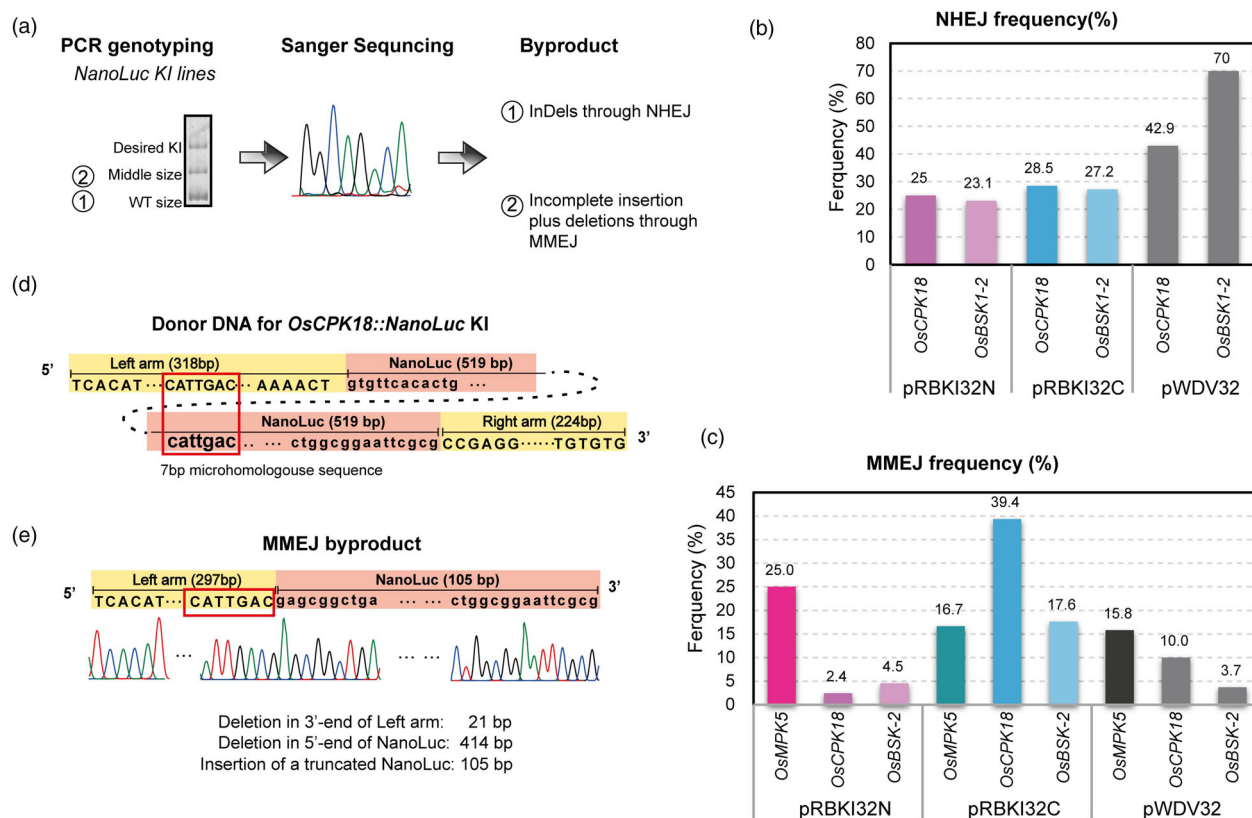 (a)
PCR genotyping
NanoLuc KI lines
Desired KI
② Middle size
① WT size
Sanger Sequncing
Byproduct
① InDels through NHEJ
② Incomplete insertion
plus deletions through
MMEJ
(b)
NHEJ frequency(%)
Ferquency (%)
80
70
60
50
40
30
20
10
0
25
23.1
28.5
27.2
42.9
70
OsCPK18
OsBSK1-2
OsCPK18
OsBSK1-2
OsCPK18
OsBSK1-2
pRBKI32N
pRBKI32C
pWDV32
(d)
Donor DNA for OsCPK18::NanoLuc KI
Left arm (318bp) NanoLuc (519 bp)
5' TCACAT ··· CATTGAC ·· AAAACT gtgttcacactg ...
NanoLuc (519 bp) Right arm (224bp)
cattgac .. ... ctggcggaattcgcg CCGAGG ······ TGTGTG 3'
7bp microhomologouse sequence
(c)
MMEJ frequency (%)
Ferquency (%)
45
40
35
30
25
20
15
10
5
0
25.0
2.4
4.5
16.7
39.4
17.6
15.8
10.0
3.7
OsMPK5
OsCPK18
OsBSK-2
OsMPK5
OsCPK18
OsBSK-2
OsMPK5
OsCPK18
OsBSK-2
pRBKI32N
pRBKI32C
pWDV32
(e)
MMEJ byproduct
Left arm (297bp) NanoLuc (105 bp)
5' 3'
TCACAT ··· CATTGAC gagcggctga ... ... ctggcggaattcgcg
... ... ...
Deletion in 3'-end of Left arm: 21 bp
Deletion in 5'-end of NanoLuc: 414 bp
Insertion of a truncated NanoLuc: 105 bp